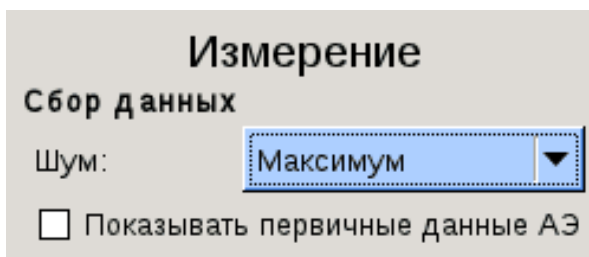 Измерение
Сбор данных
Шум: Максимум
Показывать первичные данные АЭ